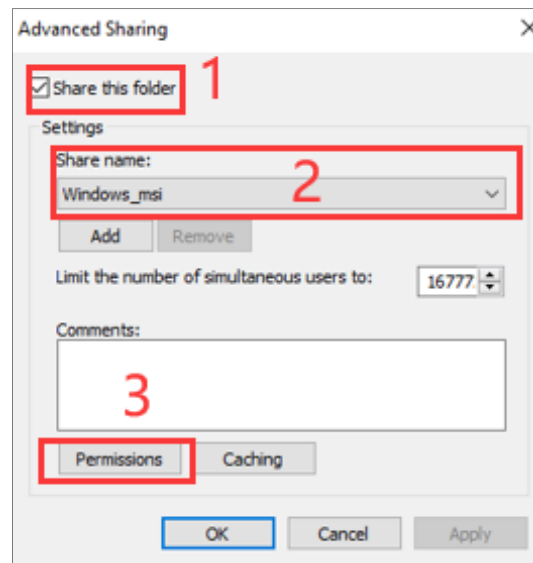 Advanced Sharing
Share this folder
1
Settings
Share name:
Windows_msi
2
Add Remove
Limit the number of simultaneous users to: 16777
Comments:
3
Permissions Caching
OK Cancel Apply